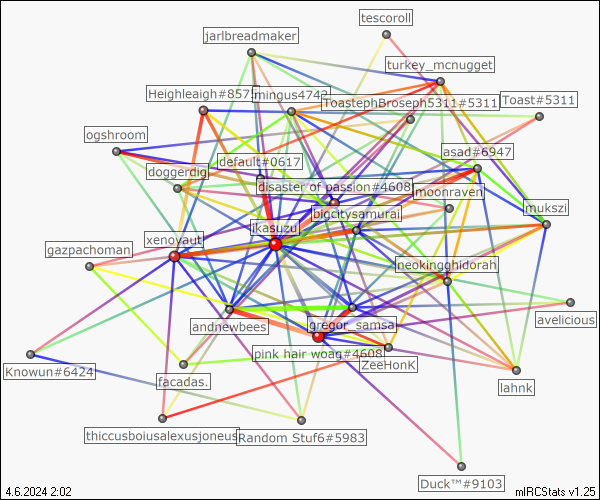 tescoroll
jarlbreadmaker
turkey_mcnugget
Heighleigh#8575
mingus4742
ToastephBroseph5311#5311
Toast#5311
ogshroom
default#0617
asad#6947
doggerdig
disaster of passion#4608
moonraven
bigcitysamurai
mukszi
ikasuzu
xenoyaut
gazpachoman
neokingghidorah
avelicious
andnewbees
gregor_samsa
pink hair woag#4608
ZeeHonK
Knowun#6424
facadas.
lahnk
thiccusboiusalexusjoneus
Random Stuf6#5983
Duck™#9103
4.6.2024 2:02
mIRCStats v1.25